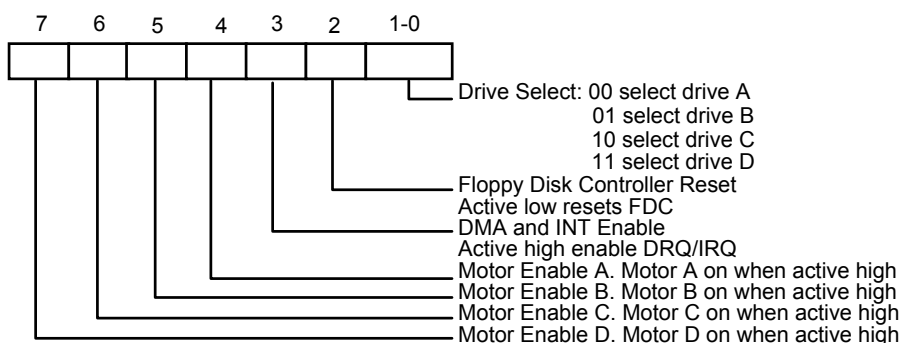 7 6 5 4 3 2 1-0
Drive Select: 00 select drive A
01 select drive B
10 select drive C
11 select drive D
Floppy Disk Controller Reset
Active low resets FDC
DMA and INT Enable
Active high enable DRQ/IRQ
Motor Enable A. Motor A on when active high
Motor Enable B. Motor B on when active high
Motor Enable C. Motor C on when active high
Motor Enable D. Motor D on when active high